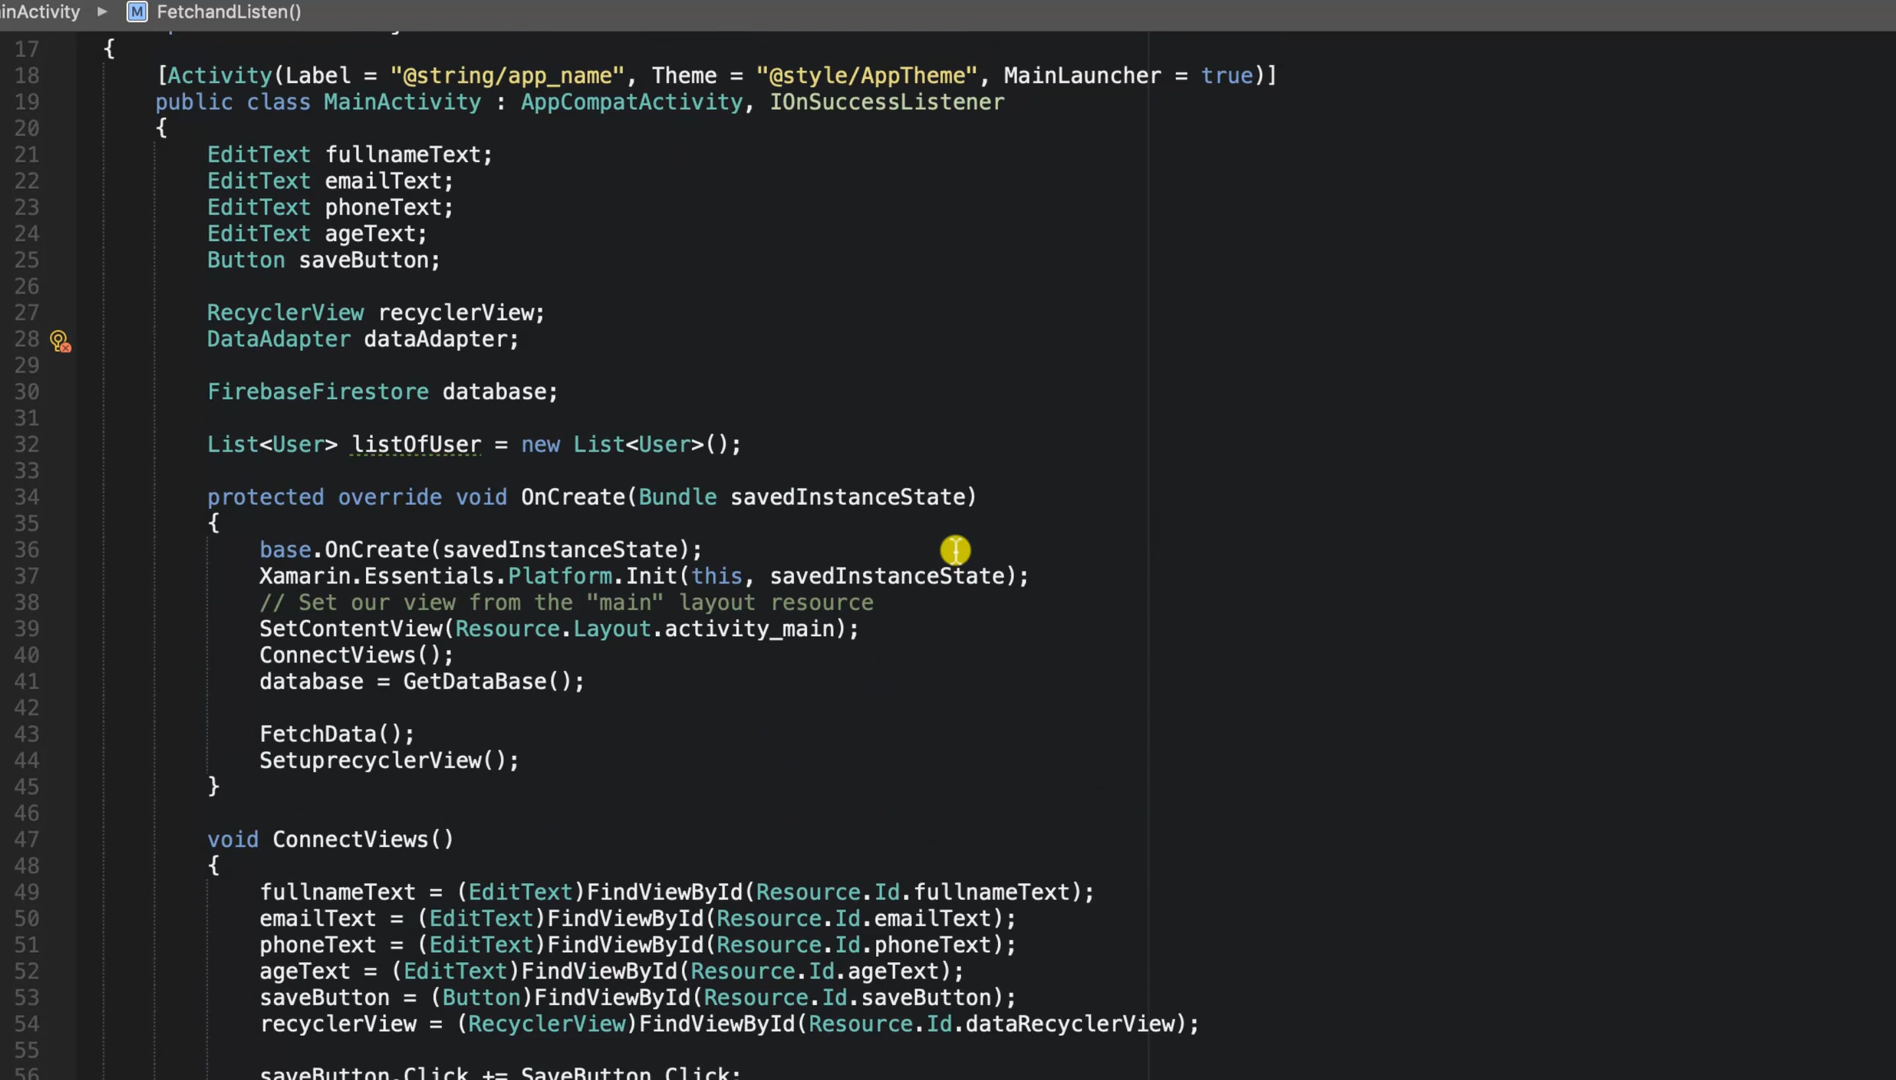 inActivity ▶ M FetchandListen()
17 {
18 [Activity(Label = "@string/app_name", Theme = "@style/AppTheme", MainLauncher = true)]
19 public class MainActivity : AppCompatActivity, IOnSuccessListener
20 {
21 EditText fullnameText;
22 EditText emailText;
23 EditText phoneText;
24 EditText ageText;
25 Button saveButton;
26
27 RecyclerView recyclerView;
28 DataAdapter dataAdapter;
29
30 FirebaseFirestore database;
31
32 List<User> listOfUser = new List<User>();
33
34 protected override void OnCreate(Bundle savedInstanceState)
35 {
36 base.OnCreate(savedInstanceState);
37 Xamarin.Essentials.Platform.Init(this, savedInstanceState);
38 // Set our view from the "main" layout resource
39 SetContentView(Resource.Layout.activity_main);
40 ConnectViews();
41 database = GetDataBase();
42
43 FetchData();
44 SetuprecyclerView();
45 }
46
47 void ConnectViews()
48 {
49 fullnameText = (EditText)FindViewById(Resource.Id.fullnameText);
50 emailText = (EditText)FindViewById(Resource.Id.emailText);
51 phoneText = (EditText)FindViewById(Resource.Id.phoneText);
52 ageText = (EditText)FindViewById(Resource.Id.ageText);
53 saveButton = (Button)FindViewById(Resource.Id.saveButton);
54 recyclerView = (RecyclerView)FindViewById(Resource.Id.dataRecyclerView);
55
56 saveButton.Click += SaveButton_Click;